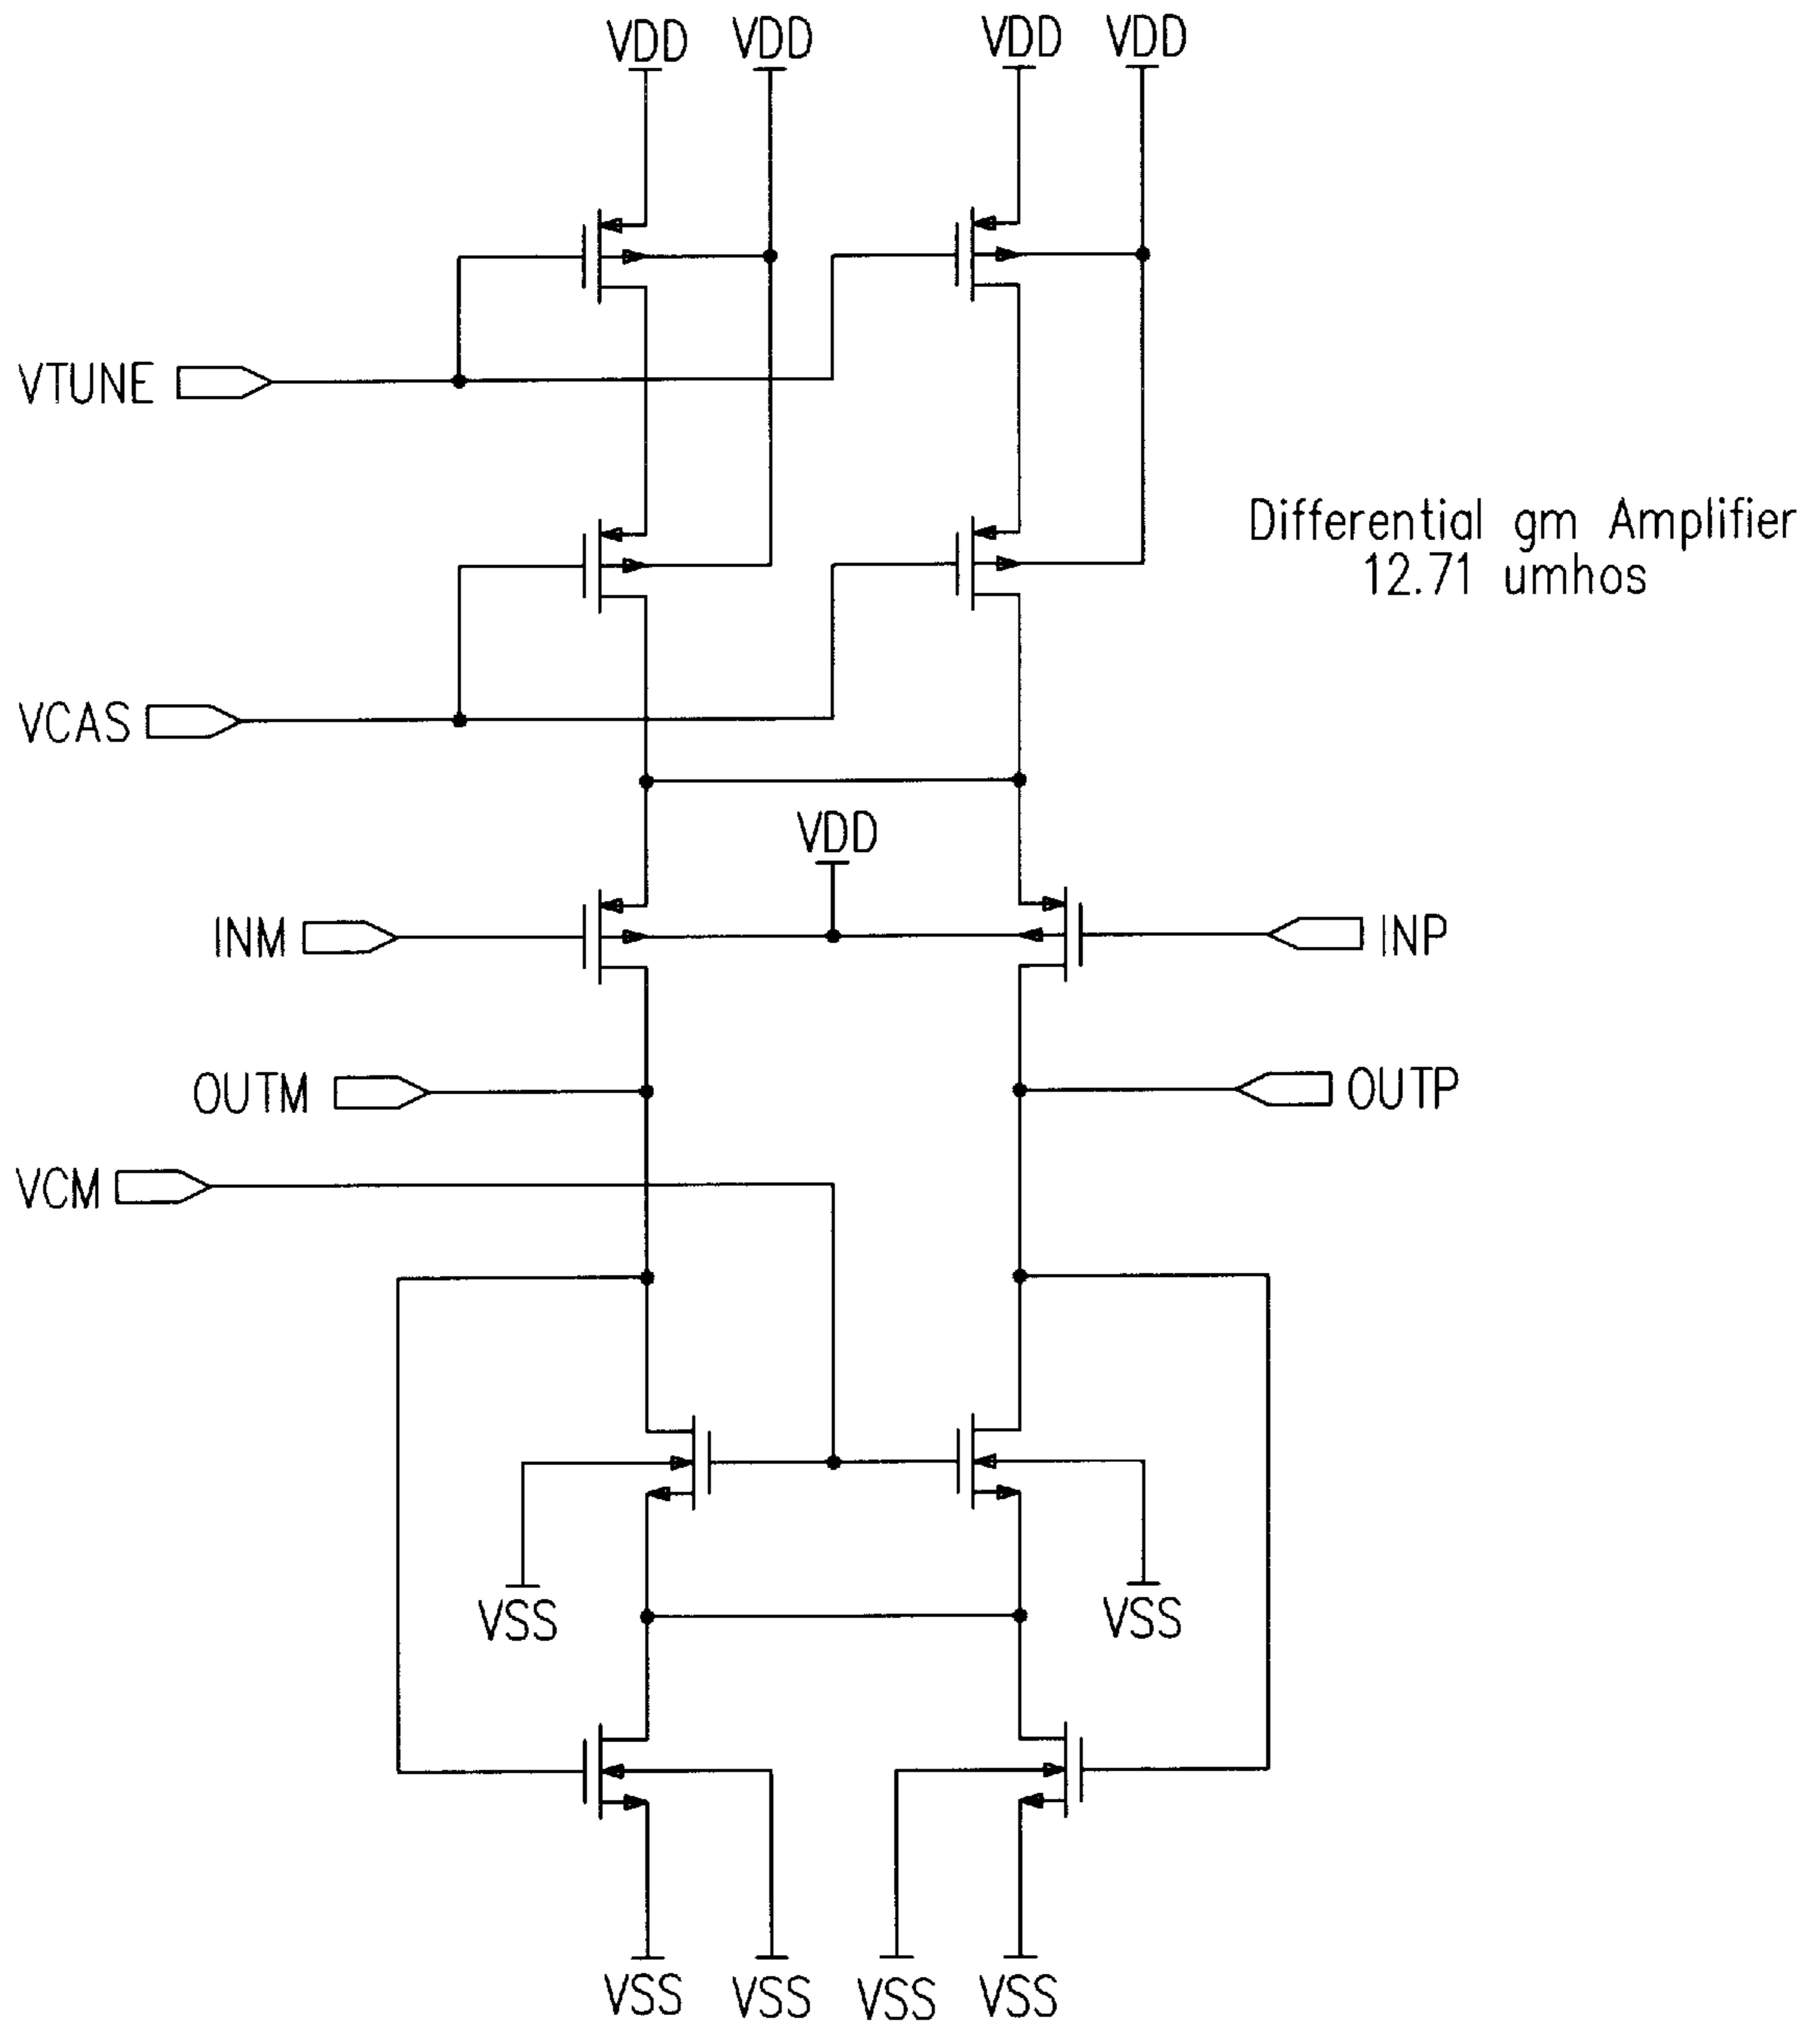 VDD VDD VDD VDD
VTUNE
Differential gm Amplifier
12.71 umhos
VCAS
VDD
INM
INP
OUTM
OUTP
VCM
VSS
VSS
VSS VSS VSS VSS